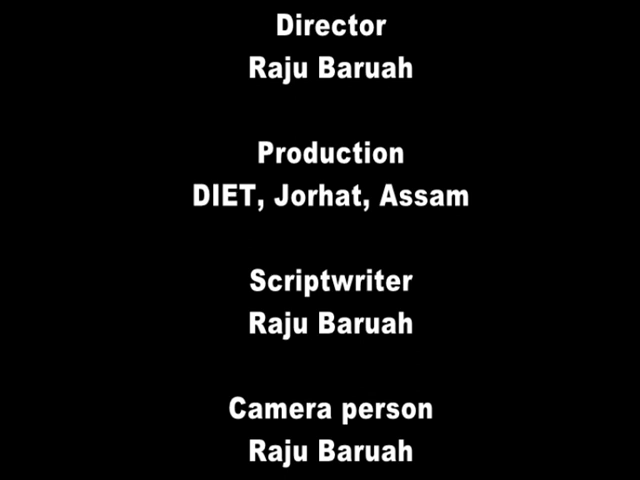 Director
Raju Baruah
Production
DIET, Jorhat, Assam
Scriptwriter
Raju Baruah
Camera person
Raju Baruah